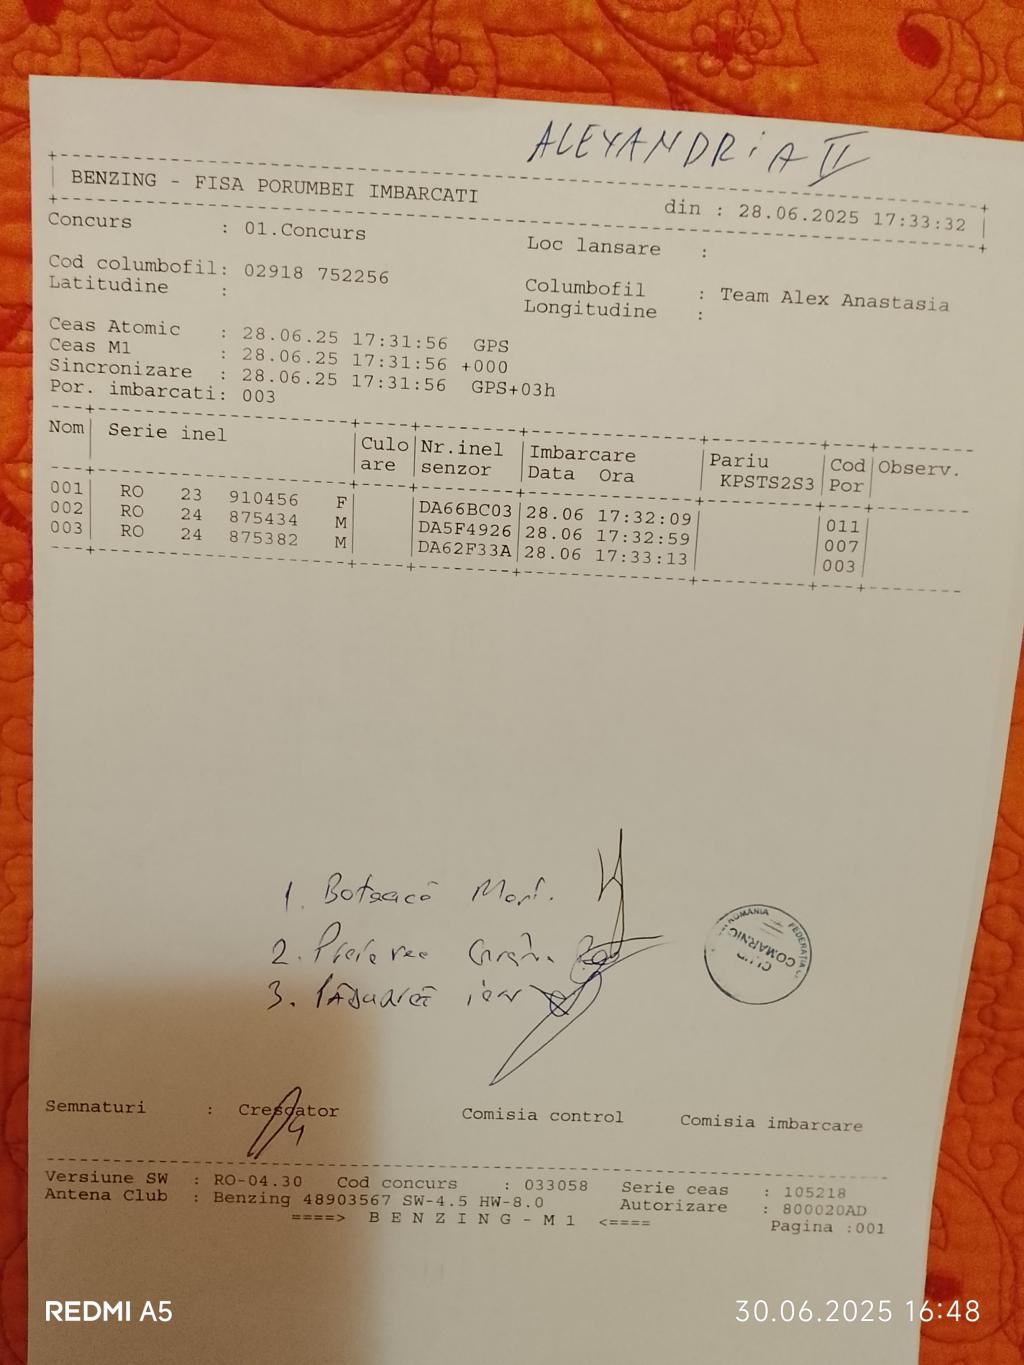 ALEXANDRiA II
BENZING - FISA PORUMBEI IMBARCATI din : 28.06.2025 17:33:32
Concurs : 01.Concurs Loc lansare :
Cod columbofil: 02918 752256 Columbofil : Team Alex Anastasia
Latitudine : Longitudine :
Ceas Atomic : 28.06.25 17:31:56 GPS
Ceas M1 : 28.06.25 17:31:56 +000
Sincronizare : 28.06.25 17:31:56 GPS+03h
Por. imbarcati: 003
Nom Serie inel Culo Nr.inel Imbarcare Pariu Cod Observ.
are senzor Data Ora KPSTS2S3 Por
001 RO 23 910456 F DA66BC03 28.06 17:32:09 011
002 RO 24 875434 M DA5F4926 28.06 17:32:59 007
003 RO 24 875382 M DA62F33A 28.06 17:33:13 003
1.
2.
3.
ROMANIA FEDERATIA
CLUB
COMARNIC
Semnaturi : Crescator Comisia control Comisia imbarcare
Versiune SW : RO-04.30 Cod concurs : 033058 Serie ceas : 105218
Antena Club : Benzing 48903567 SW-4.5 HW-8.0 Autorizare : 800020AD
====> B E N Z I N G - M 1 <==== Pagina :001
REDMI A5 30.06.2025 16:48